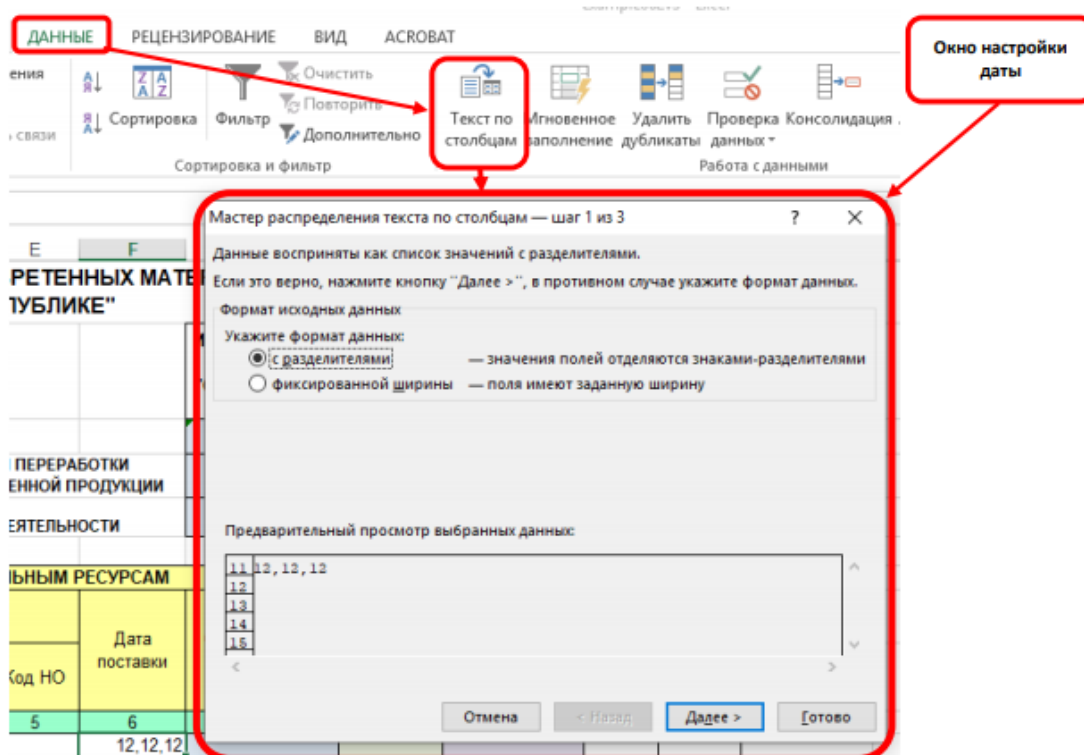 ДАННЫЕ РЕЦЕНЗИРОВАНИЕ ВИД ACROBAT
Окно настройки
даты
ения
связи
Сортировка
Фильтр
Очистить
Повторить
Дополнительно
Текст по
столбцам
Мгновенное
заполнение
Удалить
дубликаты
Проверка
данных
Консолидация
Сортировка и фильтр
Работа с данными
Мастер распределения текста по столбцам — шаг 1 из 3 ? ×
Данные восприняты как список значений с разделителями.
Если это верно, нажмите кнопку "Далее >", в противном случае укажите формат данных.
Формат исходных данных
Укажите формат данных:
с разделителями — значения полей отделяются знаками-разделителями
фиксированной ширины — поля имеют заданную ширину
Предварительный просмотр выбранных данных:
11 12,12,12
12
13
14
15
Отмена < Назад Далее > Готово
E F
РЕТЕННЫХ МАТЕ
ПУБЛИКЕ"
ПЕРЕРАБОТКИ
ЕННОЙ ПРОДУКЦИИ
ЕЯТЕЛЬНОСТИ
ЛЬНЫМ РЕСУРСАМ
Дата
поставки
Код НО
5 6
12,12,12